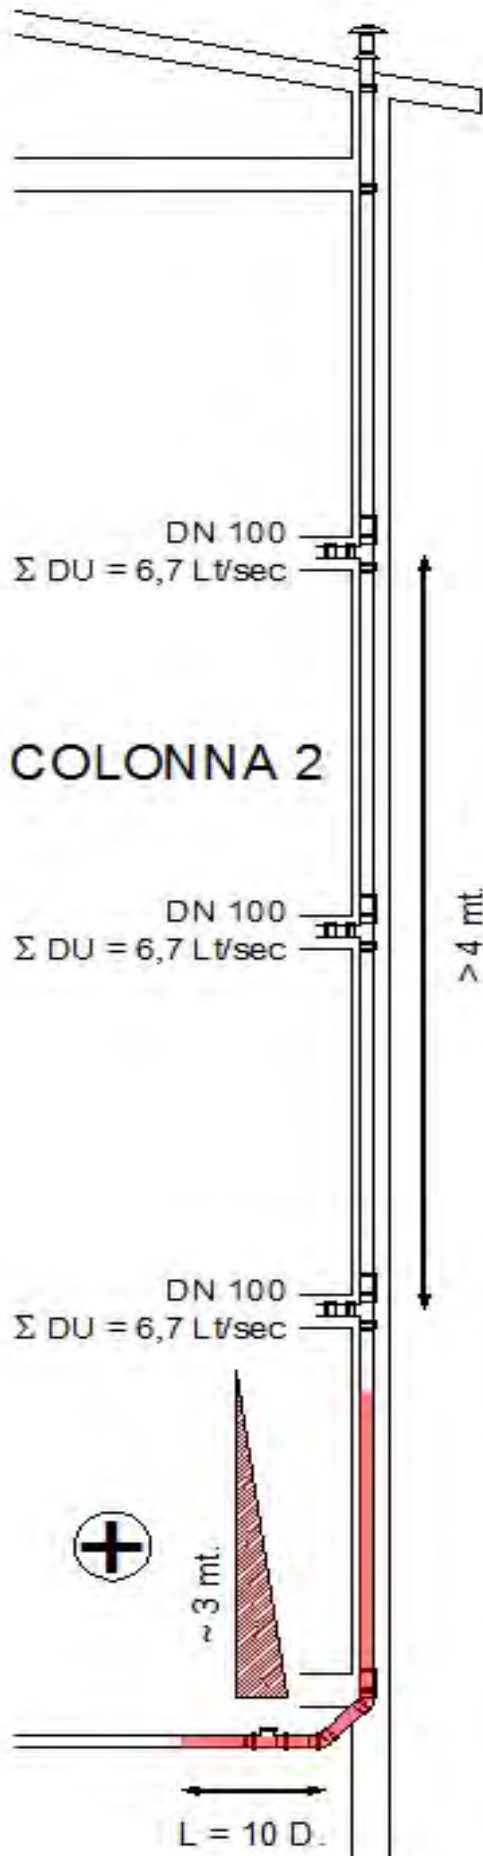 DN 100
Σ DU = 6,7 Lt/sec
COLONNA 2
DN 100
Σ DU = 6,7 Lt/sec
> 4 mt.
DN 100
Σ DU = 6,7 Lt/sec
~ 3 mt.
L = 10 D.